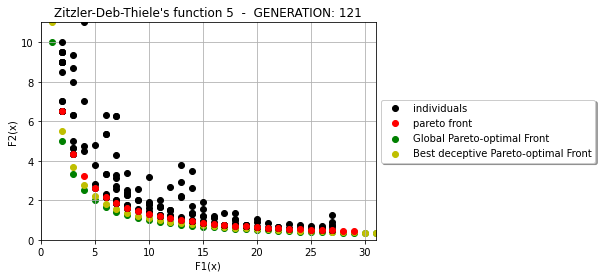 Zitzler-Deb-Thiele's function 5  -  GENERATION: 121
10
8
6
4
2
0
F2(x)
0 5 10 15 20 25 30
F1(x)
individuals
pareto front
Global Pareto-optimal Front
Best deceptive Pareto-optimal Front